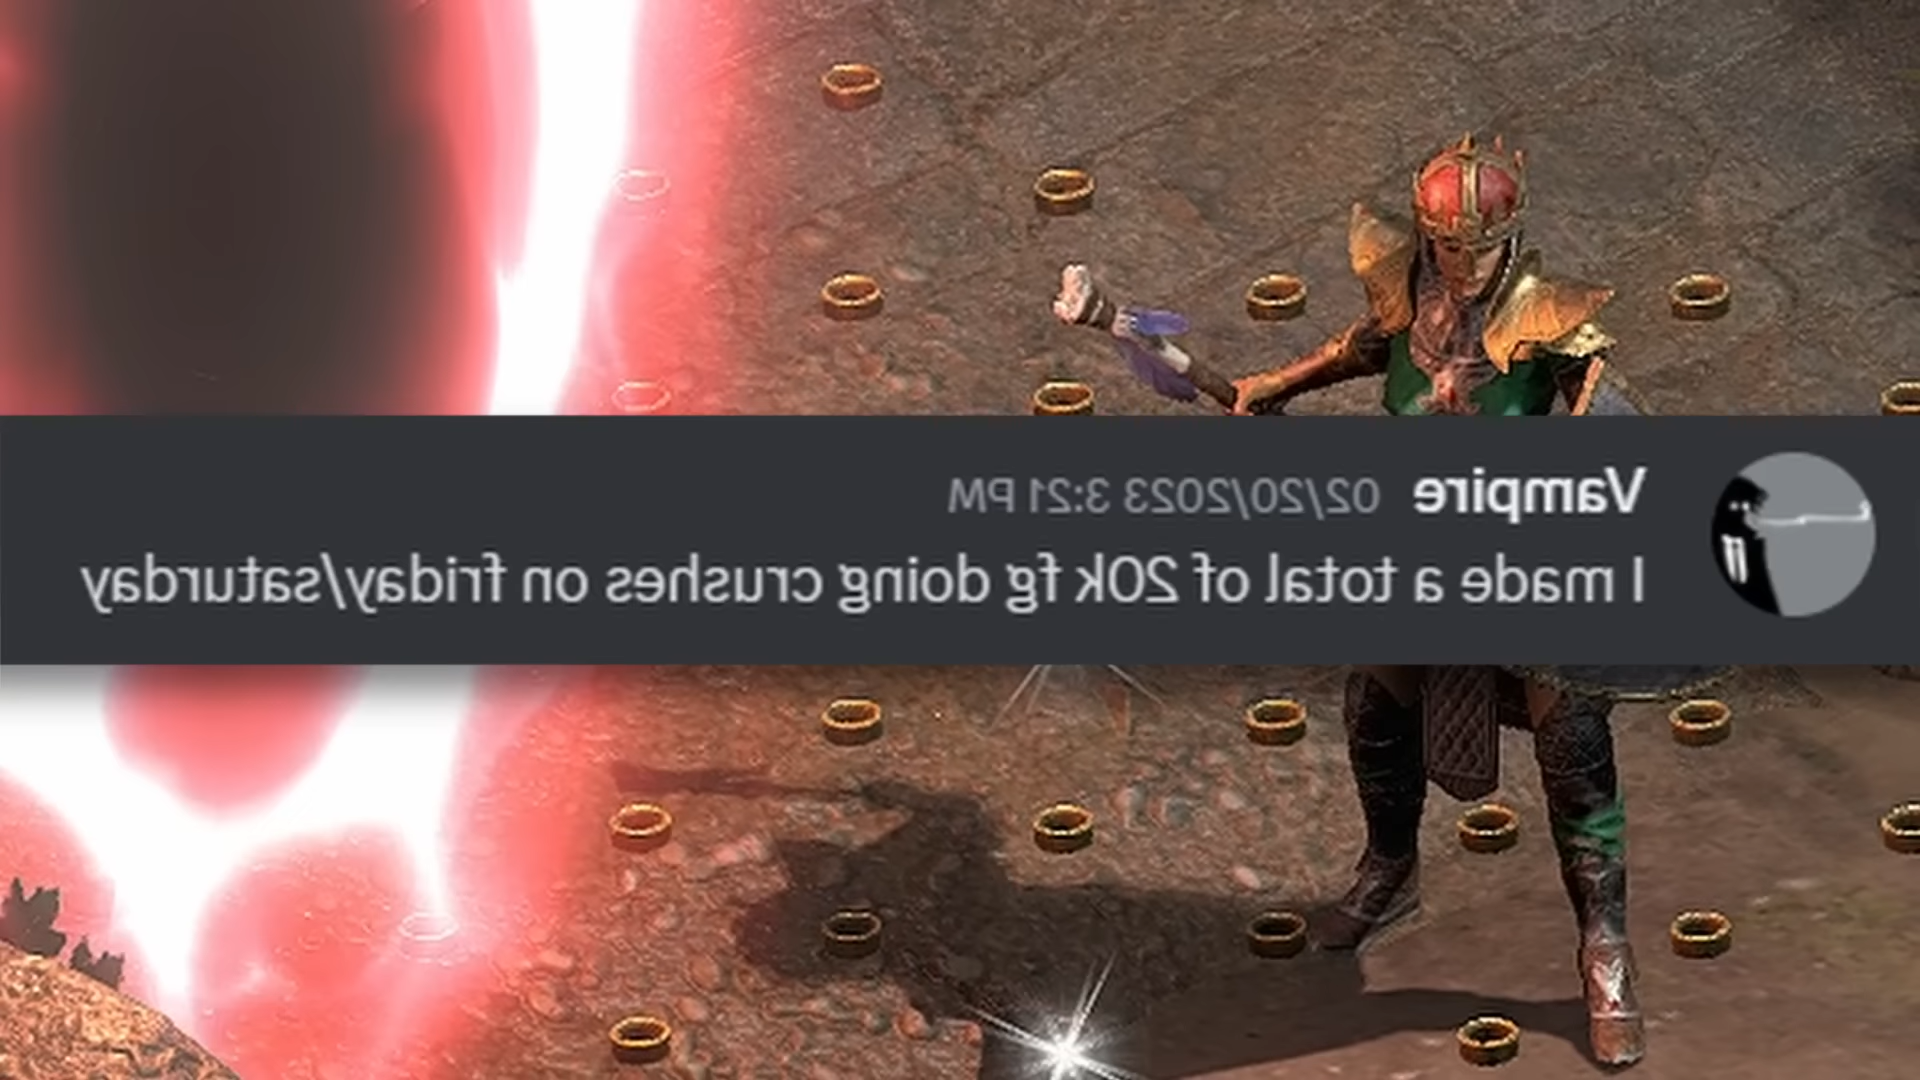 Vampire 02/20/2023 3:21 PM
I made a total of 20k fg doing crushes on friday/saturday